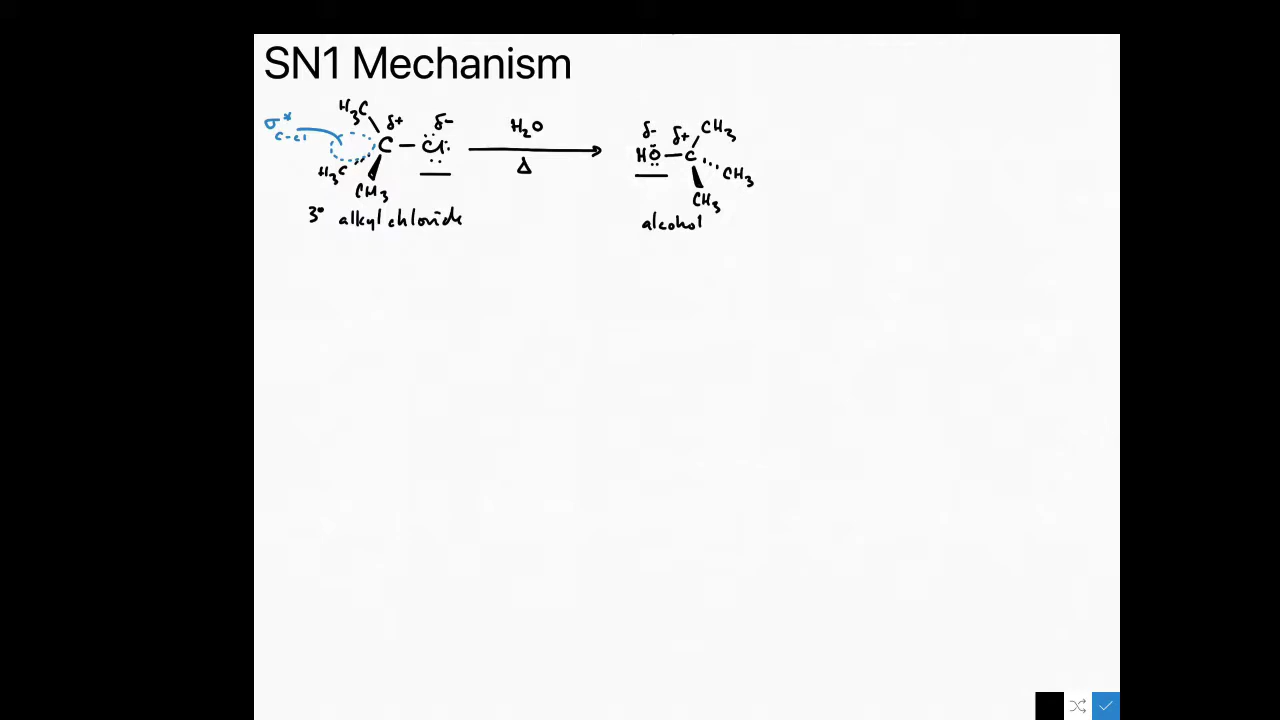 SN1 Mechanism
σ* C-Cl
H3C δ+ δ-
C — Cl
H3C
CH3
3° alkyl chloride
H2O
Δ
δ- δ+ CH3
HO — C
CH3
CH3
alcohol